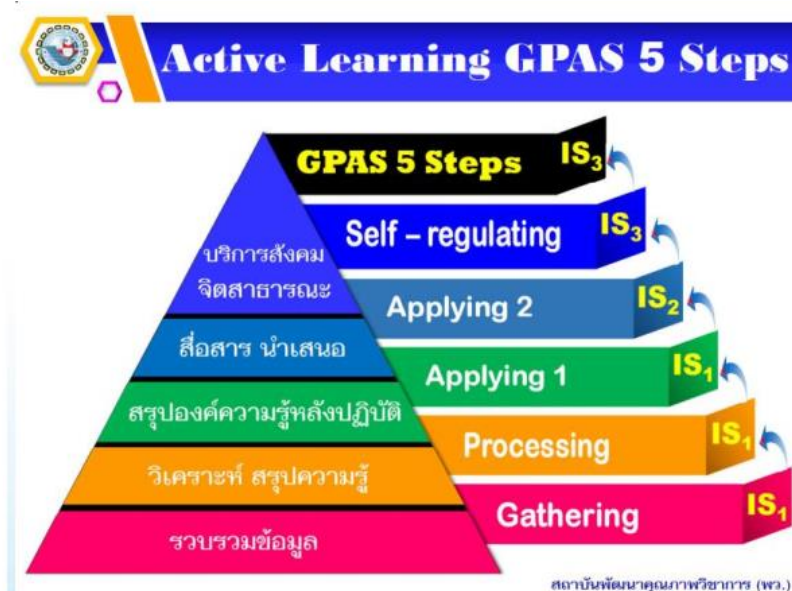 Active Learning GPAS 5 Steps
GPAS 5 Steps IS3
บริการสังคม
จิตสาธารณะ
Self – regulating IS3
สื่อสาร นำเสนอ
Applying 2 IS2
สรุปองค์ความรู้หลังปฏิบัติ
Applying 1 IS1
วิเคราะห์ สรุปความรู้
Processing IS1
รวบรวมข้อมูล
Gathering IS1
สถาบันพัฒนาคุณภาพวิชาการ (พว.)